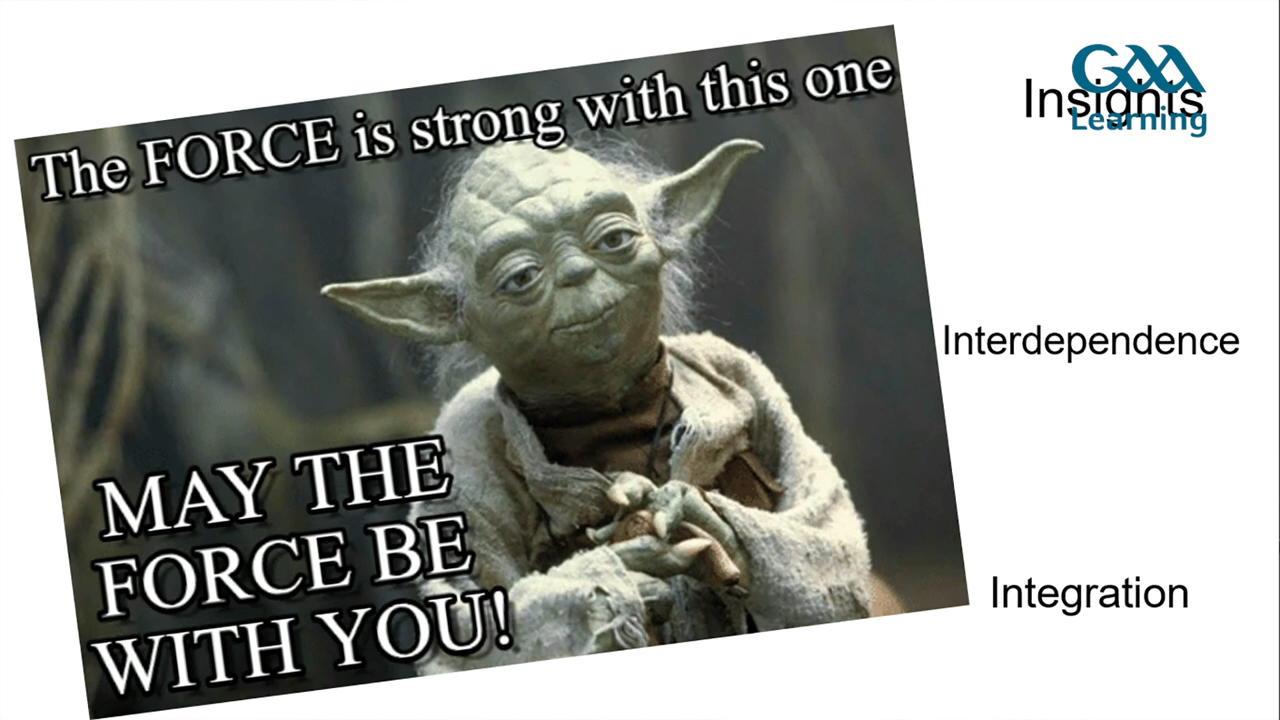 The FORCE is strong with this one
MAY THE
FORCE BE
WITH YOU!
GAA
Insights
Learning
Interdependence
Integration